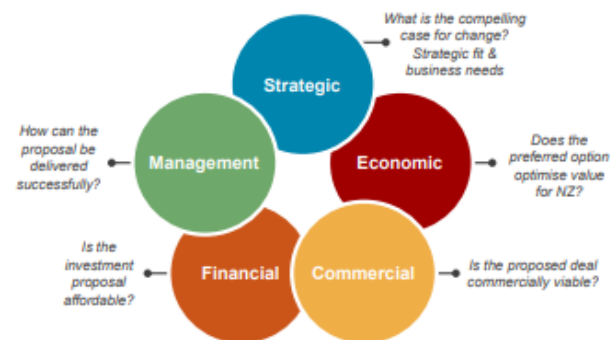 What is the compelling
case for change?
Strategic fit &
business needs
Strategic
How can the
proposal be
delivered
successfully?
Management
Economic
Does the
preferred option
optimise value
for NZ?
Is the
investment
proposal
affordable?
Financial
Commercial
Is the proposed deal
commercially viable?